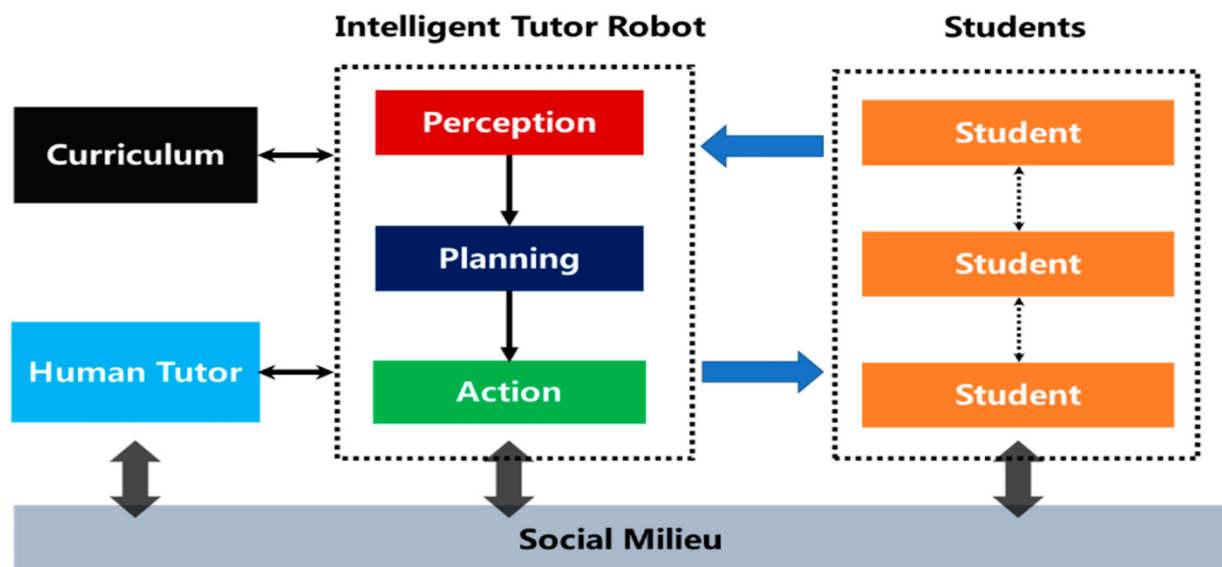 Intelligent Tutor Robot
Students
Curriculum
Human Tutor
Perception
Planning
Action
Student
Student
Student
Social Milieu